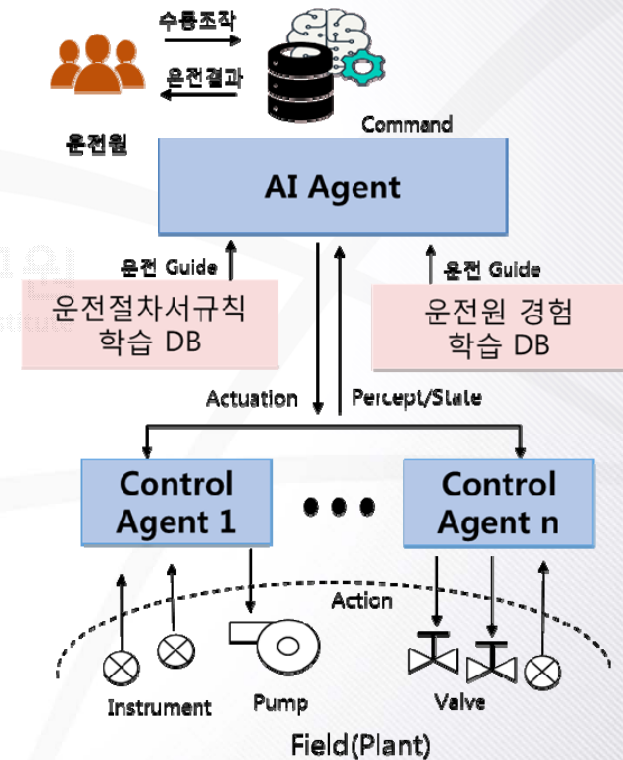 수동조작
운전결과
운전원
Command
AI Agent
운전 Guide
운전 Guide
운전절차서규칙
학습 DB
운전원 경험
학습 DB
Actuation
Percept/State
Control
Agent 1
Control
Agent n
Action
Instrument
Pump
Valve
Field(Plant)